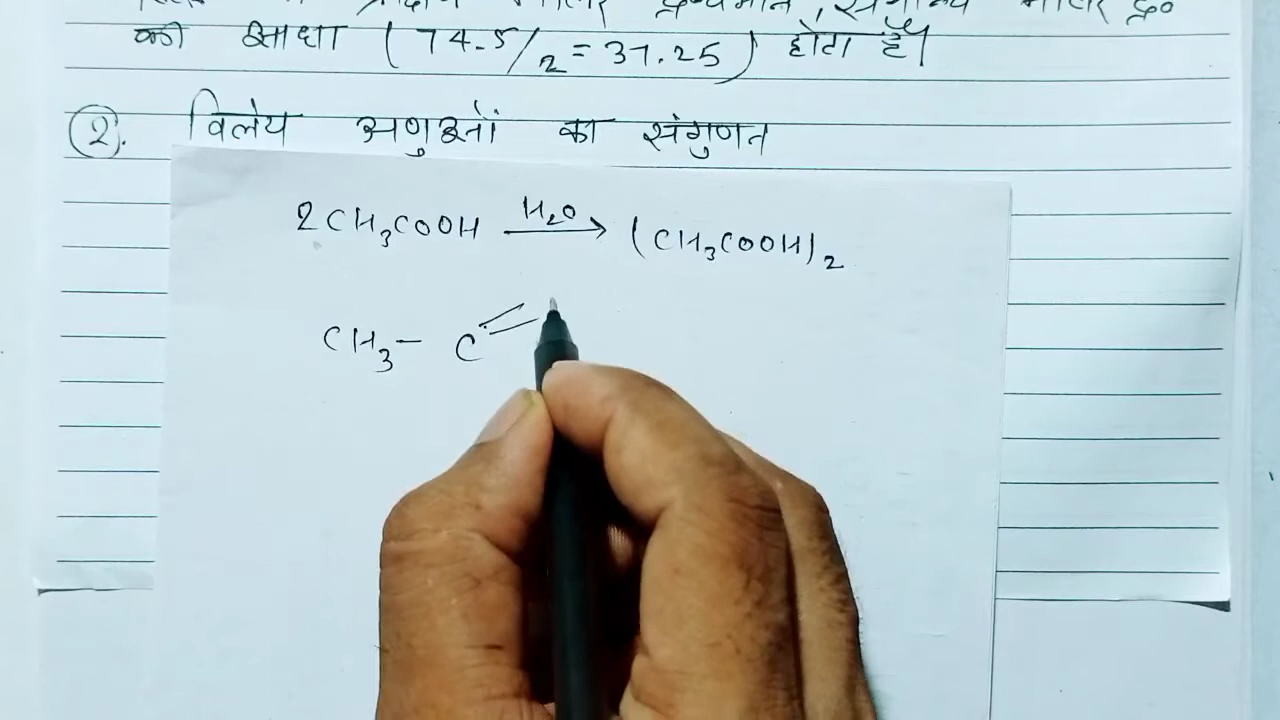 का आधा (74.5/2 = 37.25) होता है।
2. विलेय अणुओं का संगुणन
2CH₃COOH H₂O → (CH₃COOH)₂
CH₃- C